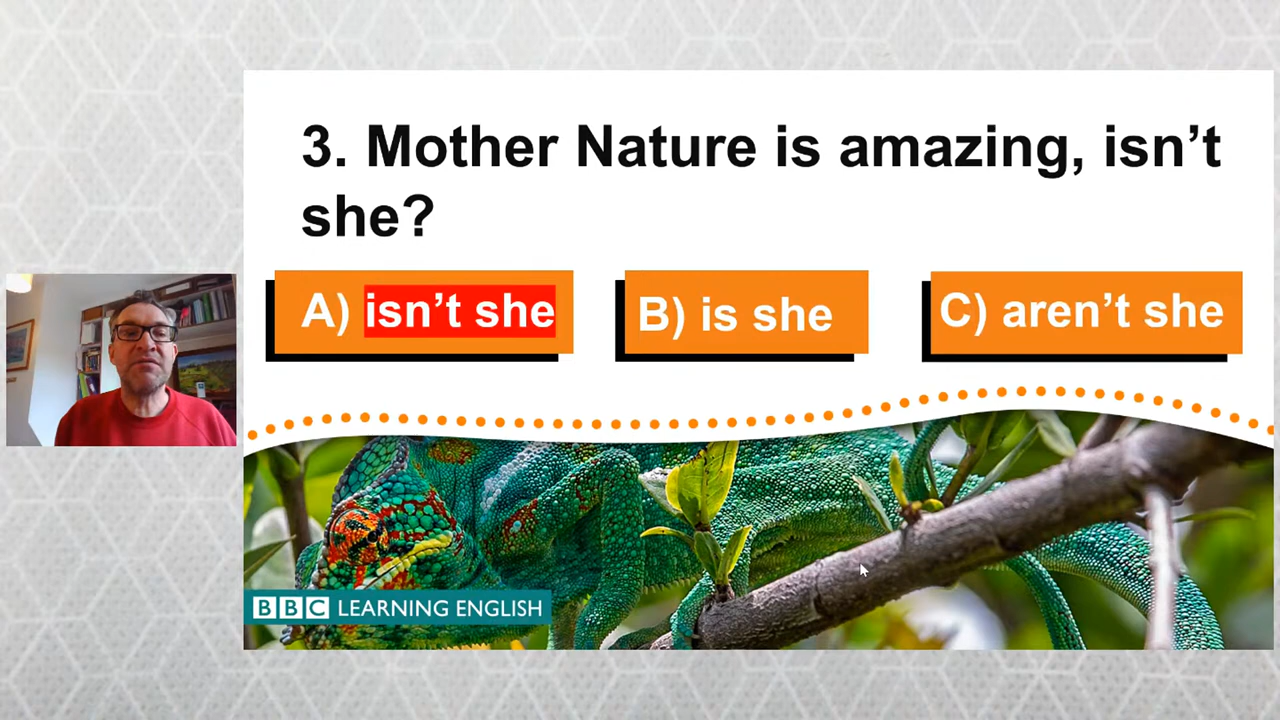 3. Mother Nature is amazing, isn’t
she?
A) isn’t she
B) is she
C) aren’t she
BBC LEARNING ENGLISH